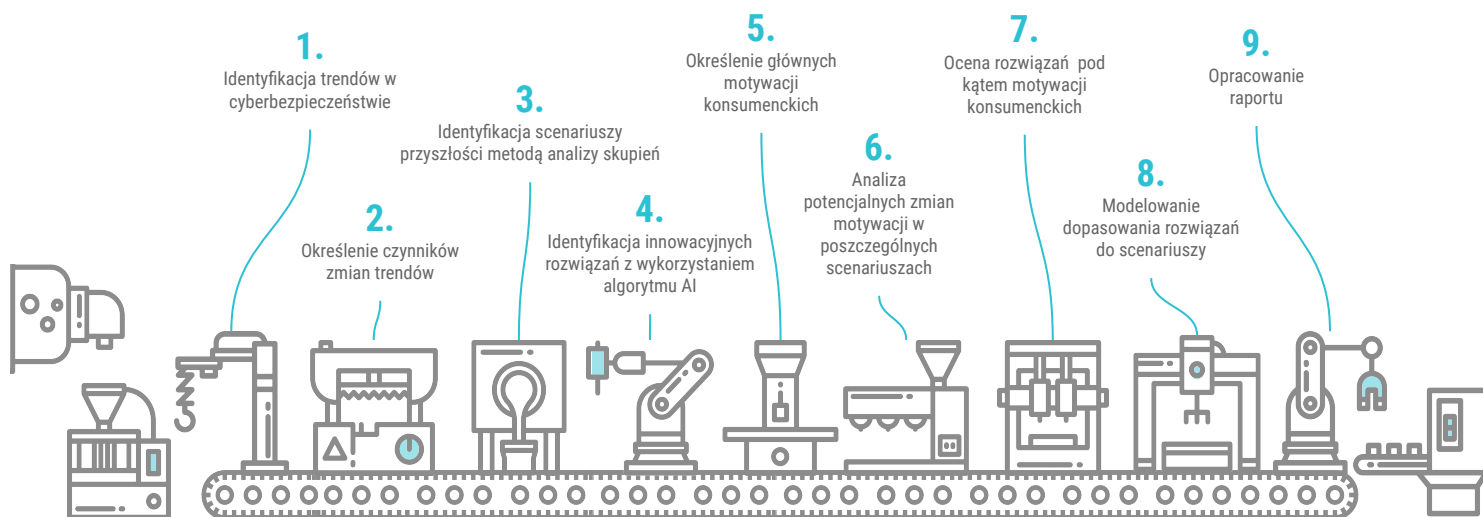 1.
Identyfikacja trendów w
cyberbezpieczeństwie
2.
Określenie czynników
zmian trendów
3.
Identyfikacja scenariuszy
przyszłości metodą analizy skupień
4.
Identyfikacja innowacyjnych
rozwiązań z wykorzystaniem
algorytmu AI
5.
Określenie głównych
motywacji
konsumenckich
6.
Analiza
potencjalnych zmian
motywacji w
poszczególnych
scenariuszach
7.
Ocena rozwiązań pod
kątem motywacji
konsumenckich
8.
Modelowanie
dopasowania rozwiązań
do scenariuszy
9.
Opracowanie
raportu